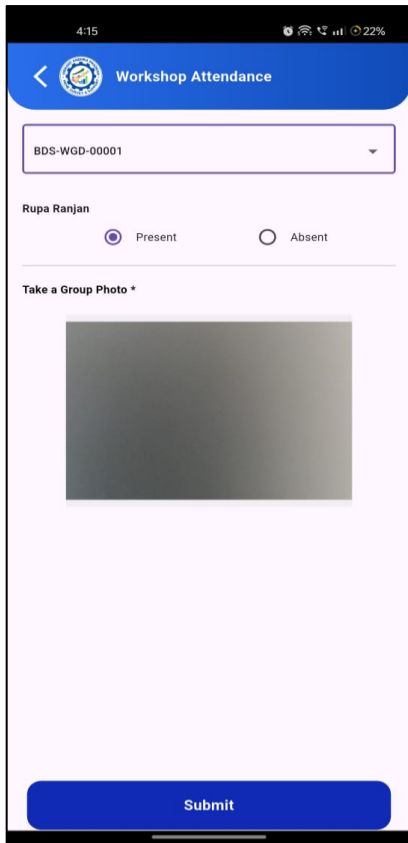 4:15 22%
Workshop Attendance
BDS-WGD-00001
Rupa Ranjan
Present Absent
Take a Group Photo *
Submit